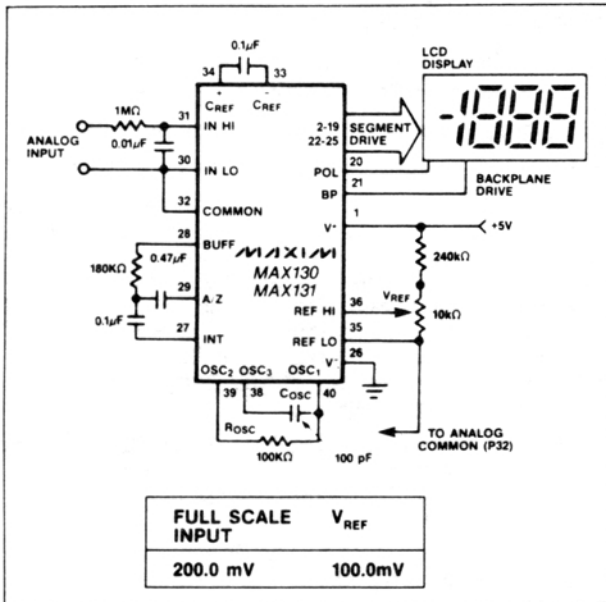 0.1µF
34 33
LCD
DISPLAY
+ -
CREF CREF
1MΩ
31 IN HI
2-19
22-25
SEGMENT
DRIVE
ANALOG
INPUT
0.01µF
30 IN LO
20
POL
-1888
21
BP
BACKPLANE
DRIVE
32 COMMON
1
V+
+5V
28 BUFF
0.47µF
180KΩ
MAXIM
MAX130
MAX131
240kΩ
29 A/Z
36
REF HI
VREF
10kΩ
0.1µF
27 INT
35
REF LO
V- 26
OSC2 OSC3 OSC1
39 38 COSC 40
ROSC
100KΩ
100 pF
TO ANALOG
COMMON (P32)
FULL SCALE VREF
INPUT
200.0 mV 100.0mV